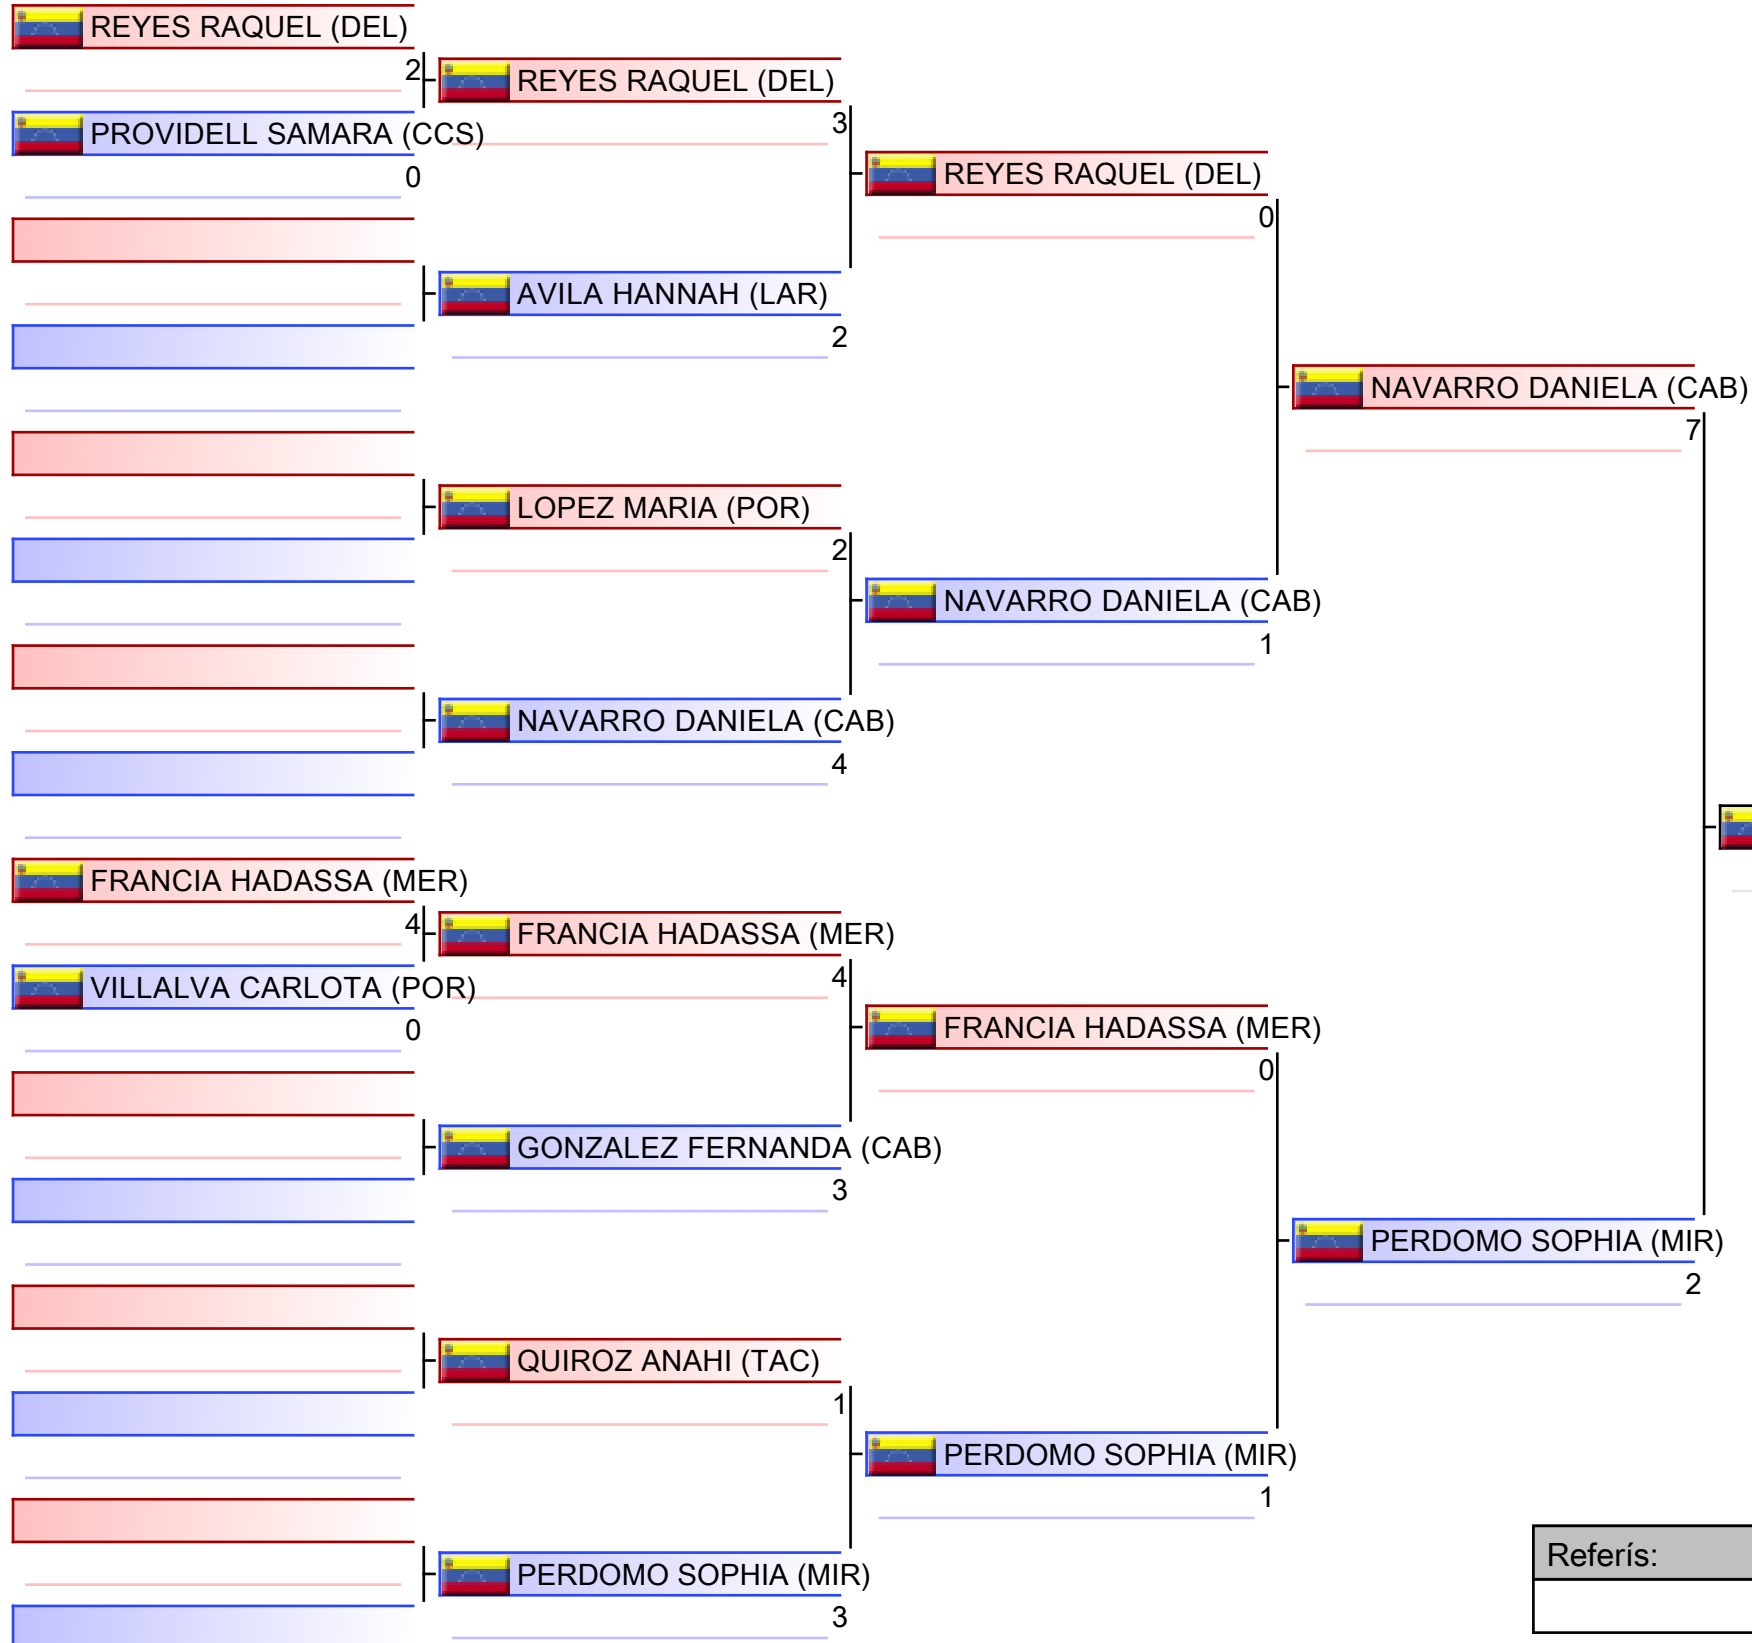 REYES RAQUEL (DEL)
2
PROVIDELL SAMARA (CCS)
0
FRANCIA HADASSA (MER)
4
VILLALVA CARLOTA (POR)
0
REYES RAQUEL (DEL)
3
AVILA HANNAH (LAR)
2
LOPEZ MARIA (POR)
2
NAVARRO DANIELA (CAB)
4
FRANCIA HADASSA (MER)
4
GONZALEZ FERNANDA (CAB)
3
QUIROZ ANAHI (TAC)
1
PERDOMO SOPHIA (MIR)
3
REYES RAQUEL (DEL)
0
NAVARRO DANIELA (CAB)
1
FRANCIA HADASSA (MER)
0
PERDOMO SOPHIA (MIR)
1
NAVARRO DANIELA (CAB)
7
PERDOMO SOPHIA (MIR)
2
Referís: